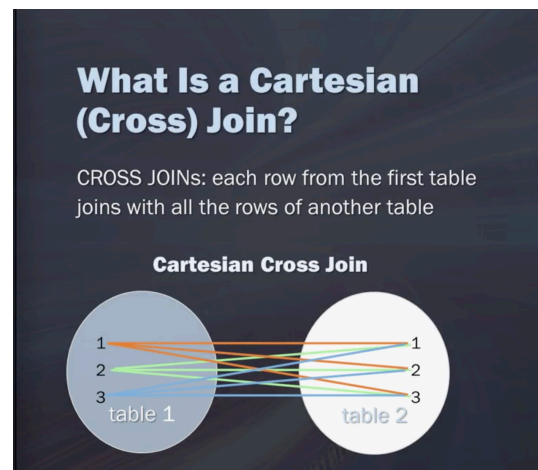 What Is a Cartesian
(Cross) Join?
CROSS JOINs: each row from the first table
joins with all the rows of another table
Cartesian Cross Join
1 1
2 2
3 3
table 1 table 2